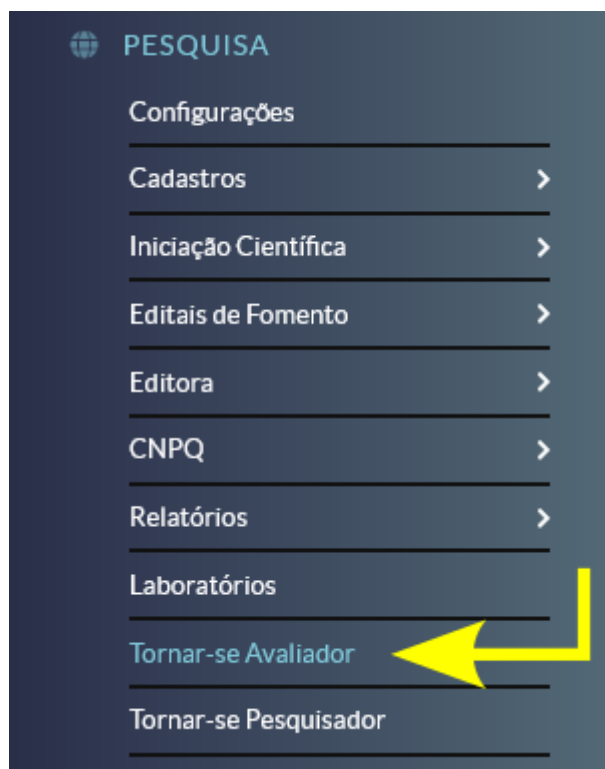 PESQUISA
Configurações
Cadastros
Iniciação Científica
Editais de Fomento
Editora
CNPQ
Relatórios
Laboratórios
Tornar-se Avaliador
Tornar-se Pesquisador